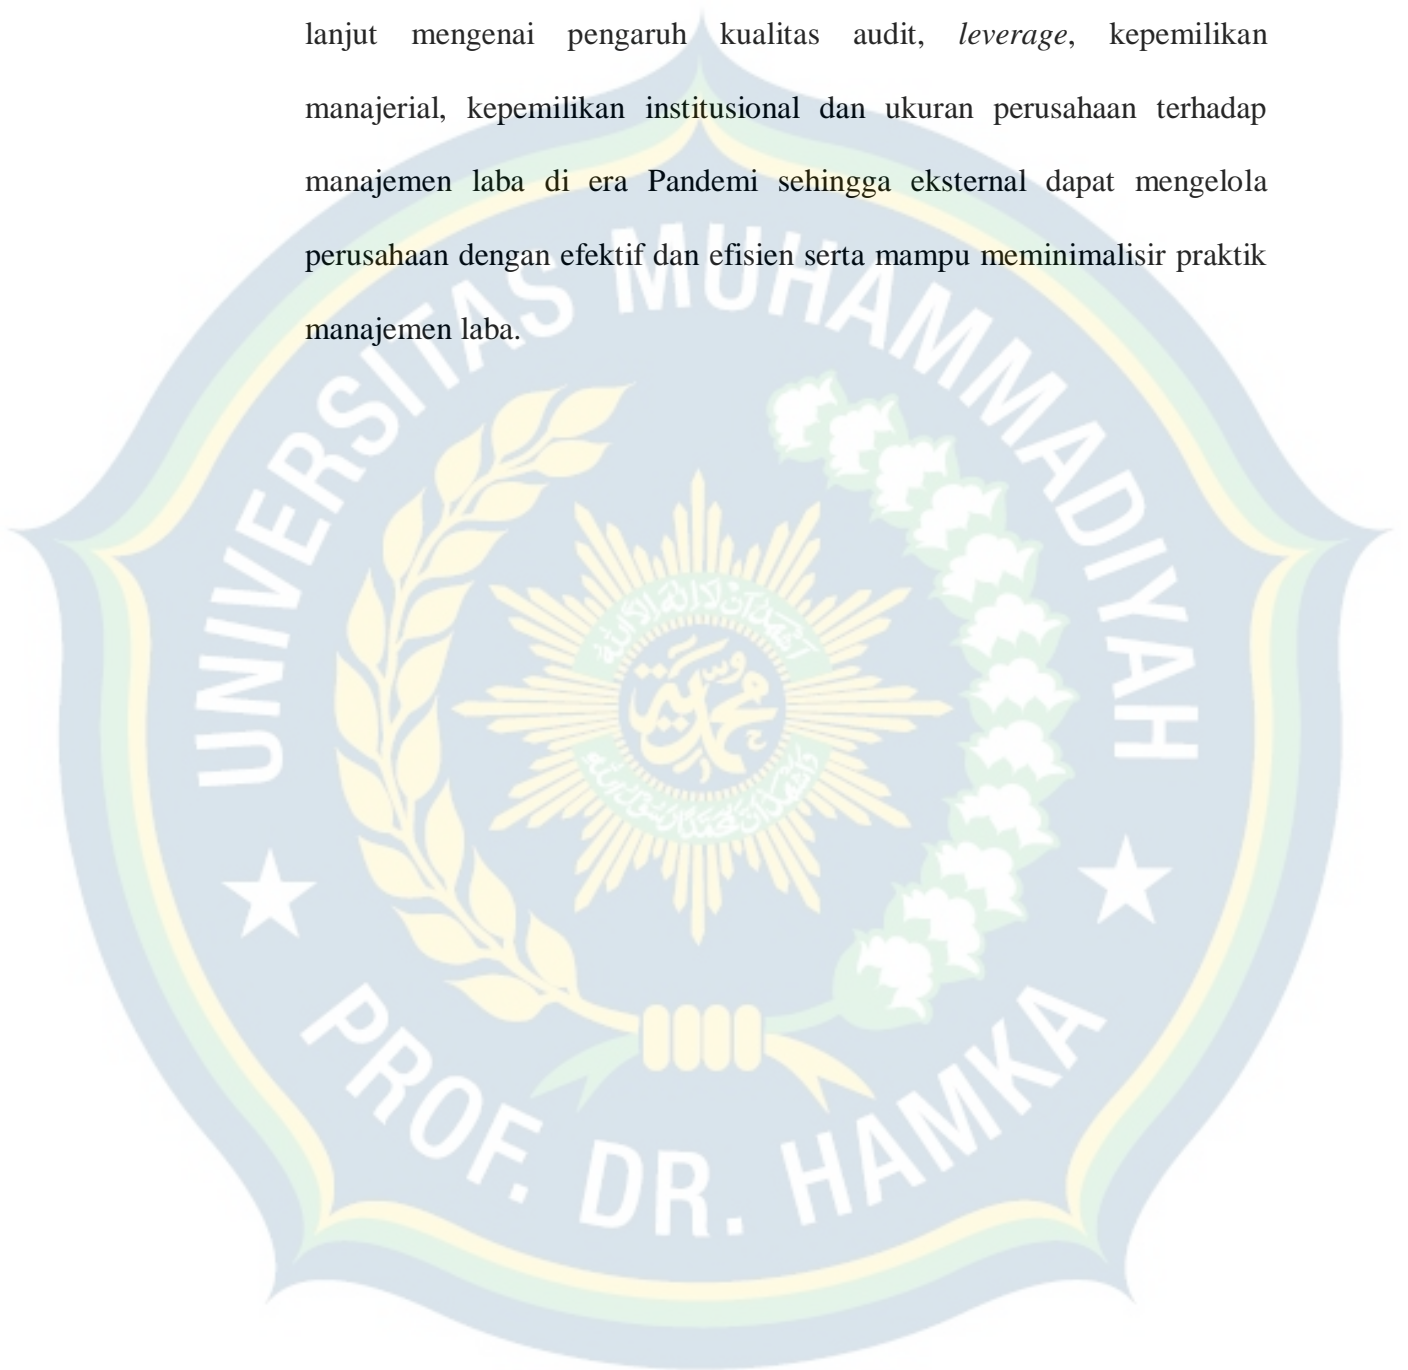 lanjut mengenai pengaruh kualitas audit, leverage, kepemilikan
manajerial, kepemilikan institusional dan ukuran perusahaan terhadap
manajemen laba di era Pandemi sehingga eksternal dapat mengelola
perusahaan dengan efektif dan efisien serta mampu meminimalisir praktik
manajemen laba.
UNIVERSITAS MUHAMMADIYAH
محمدية
PROF. DR. HAMKA